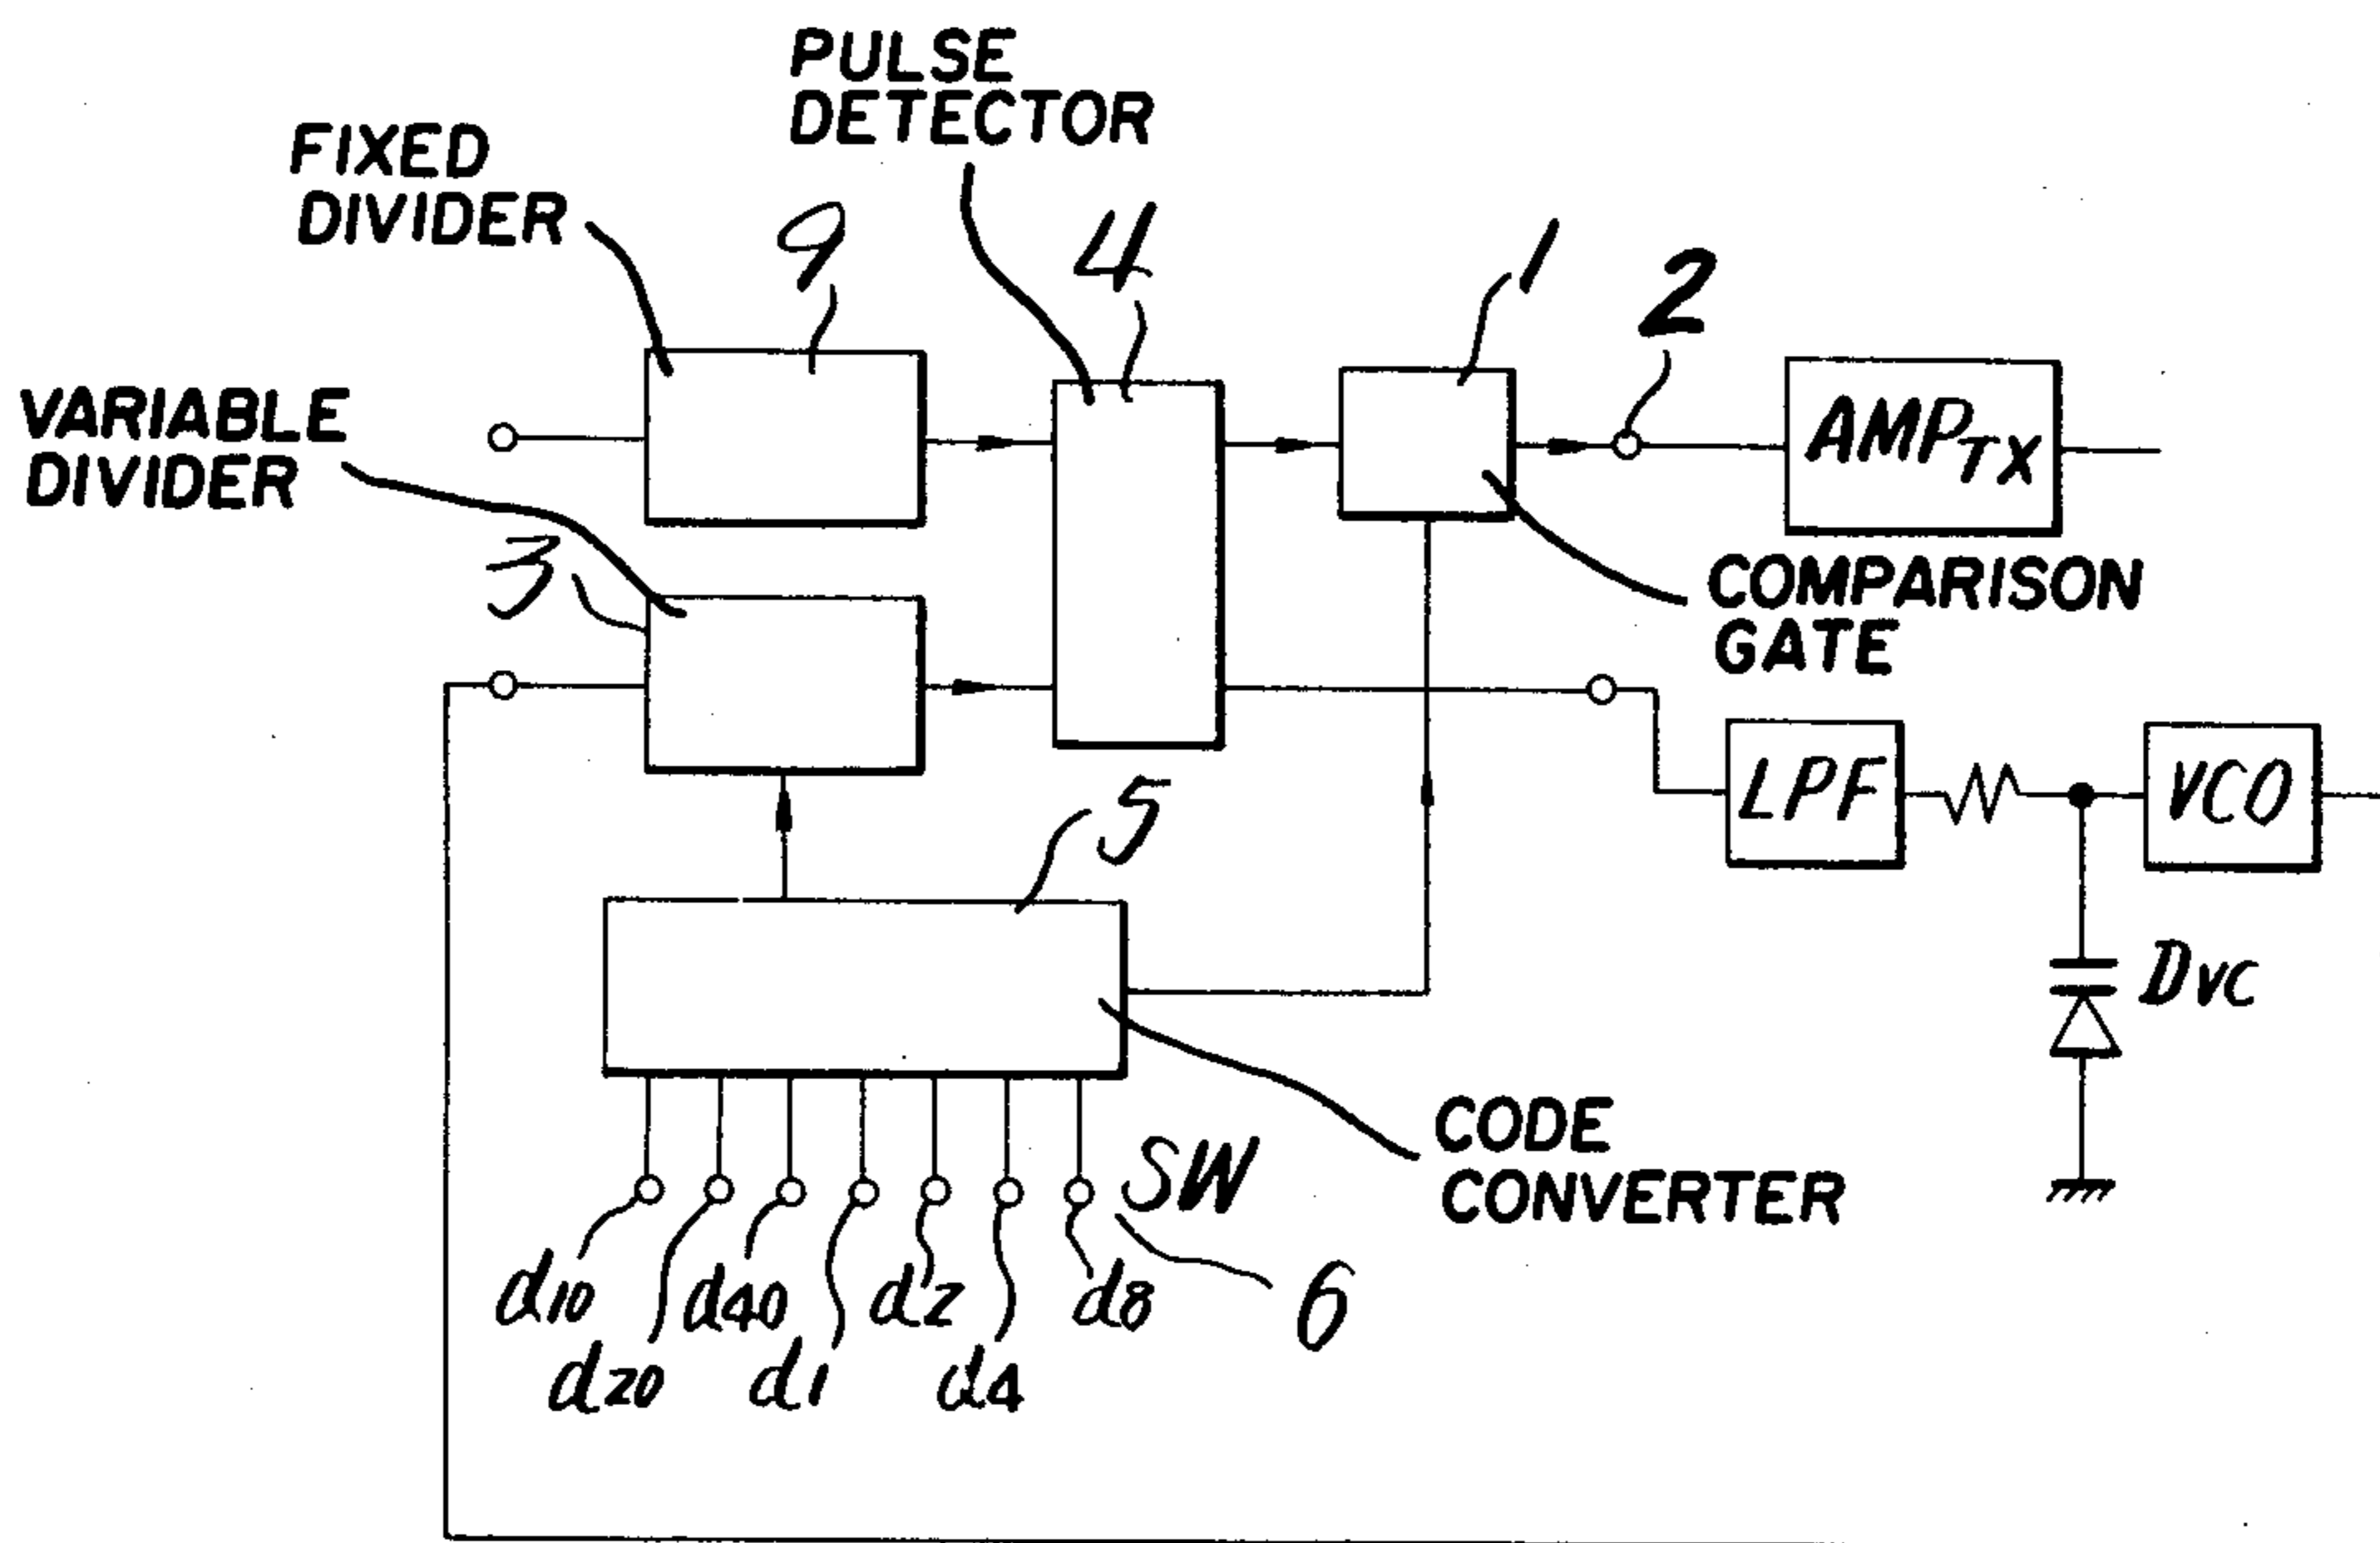 PULSE
DETECTOR
FIXED
DIVIDER
9
4
1
2
VARIABLE
DIVIDER
AMPTX
3
COMPARISON
GATE
LPF
VCO
5
DVC
CODE
CONVERTER
SW
6
d10
d40
d2
d8
d20
d1
d4